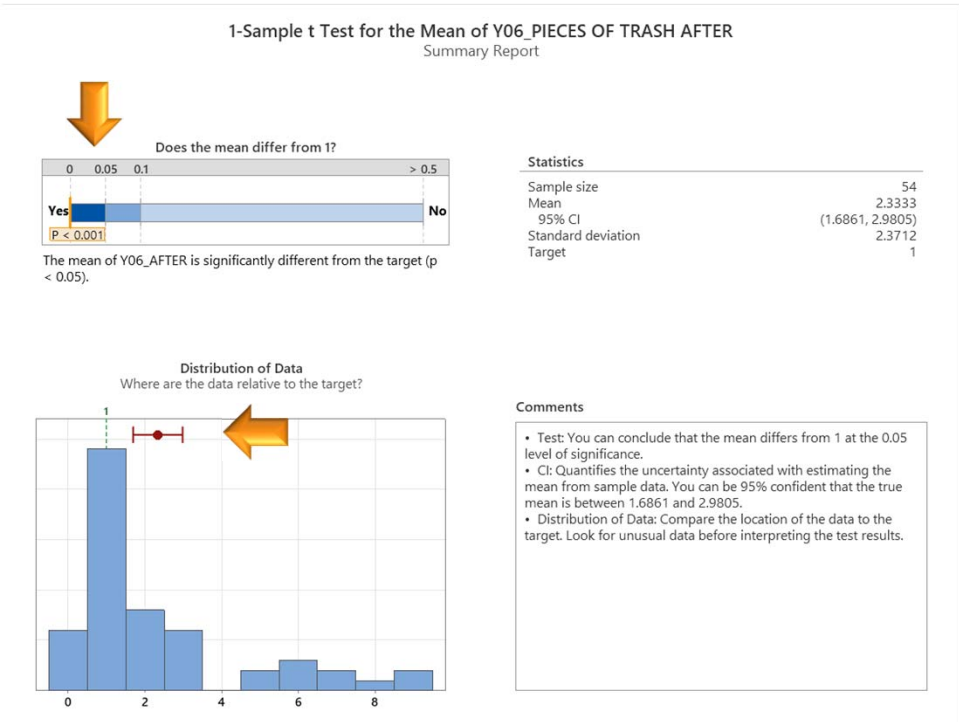 1-Sample t Test for the Mean of Y06_PIECES OF TRASH AFTER
Summary Report
Does the mean differ from 1?
0 0.05 0.1 > 0.5
Yes No
P < 0.001
The mean of Y06_AFTER is significantly different from the target (p
< 0.05).
Statistics
Sample size 54
Mean 2.3333
95% CI (1.6861, 2.9805)
Standard deviation 2.3712
Target 1
Distribution of Data
Where are the data relative to the target?
1
0 2 4 6 8
Comments
• Test: You can conclude that the mean differs from 1 at the 0.05
level of significance.
• CI: Quantifies the uncertainty associated with estimating the
mean from sample data. You can be 95% confident that the true
mean is between 1.6861 and 2.9805.
• Distribution of Data: Compare the location of the data to the
target. Look for unusual data before interpreting the test results.